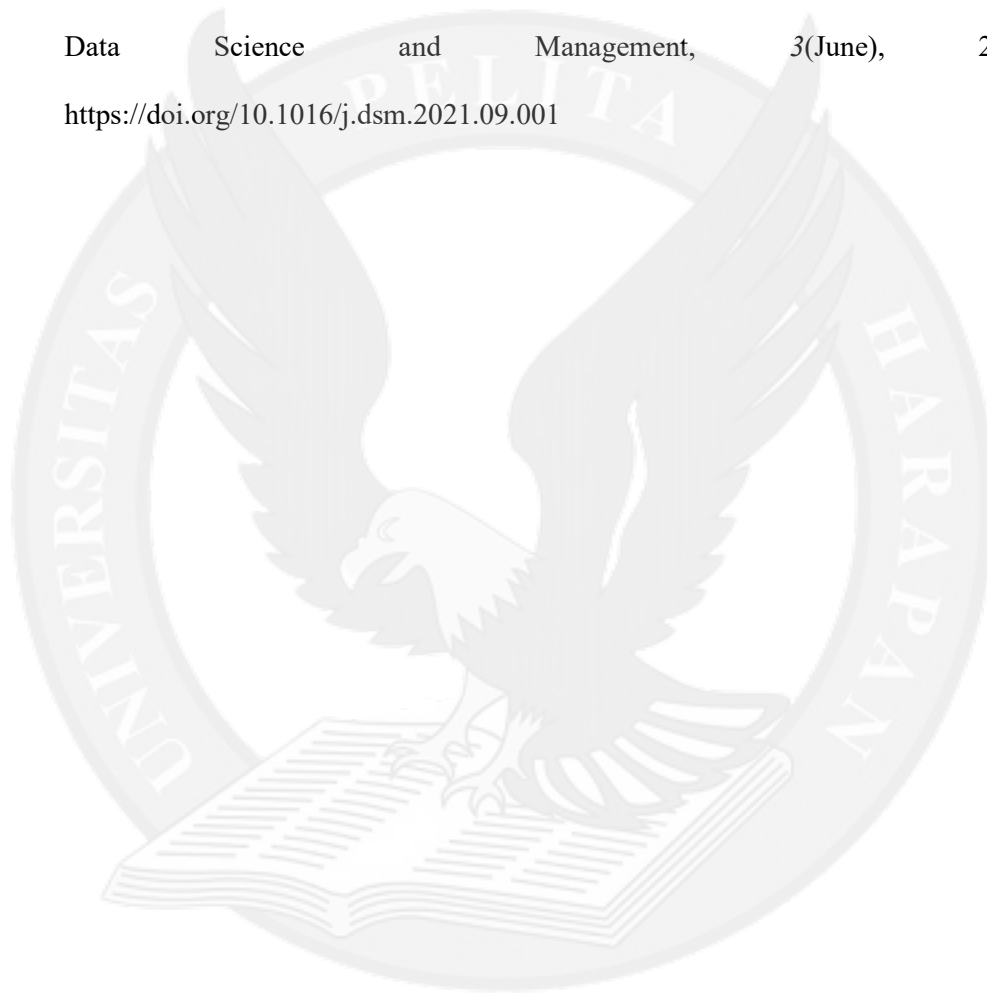 Data Science and Management, 3(June), 2
https://doi.org/10.1016/j.dsm.2021.09.001
UNIVERSITAS PELITA HARAPAN